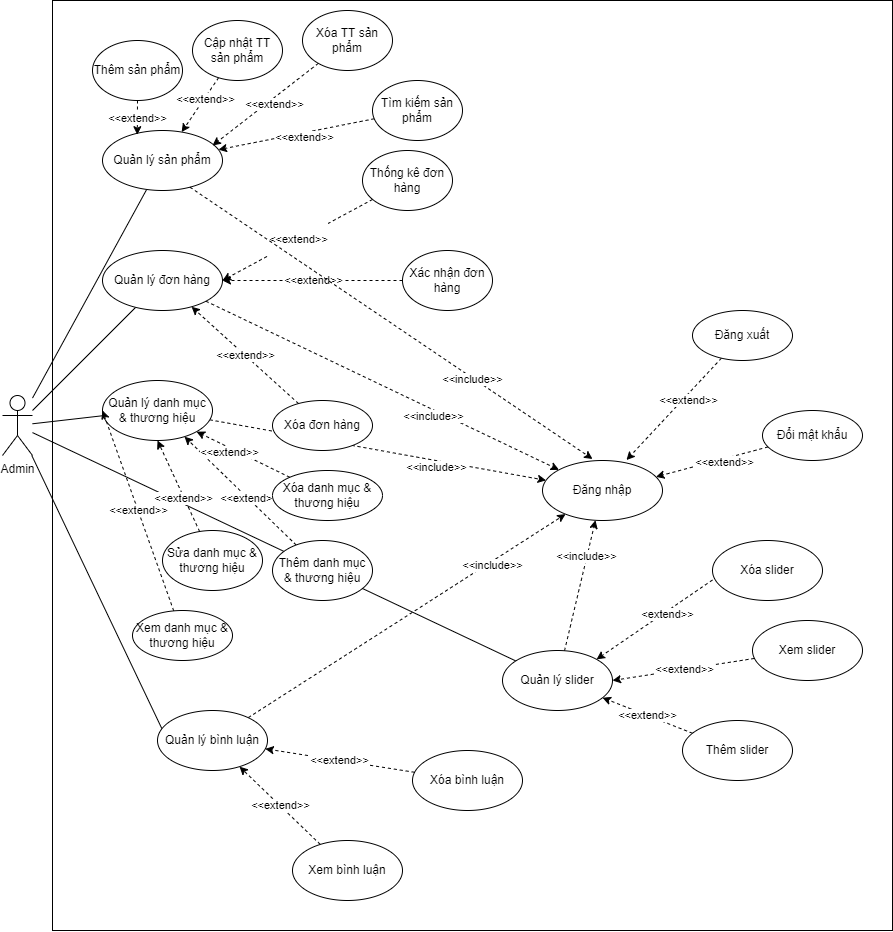 Thêm sản phẩm
Cập nhật TT
sản phẩm
Xóa TT sản
phẩm
<<extend>>
<<extend>>
<<extend>>
Tìm kiếm sản
phẩm
<<extend>>
Quản lý sản phẩm
Thống kê đơn
hàng
<<extend>>
Quản lý đơn hàng
<<extend>>
Xác nhận đơn
hàng
Đăng xuất
<<extend>>
<<include>>
<<extend>>
Quản lý danh mục
& thương hiệu
<<include>>
Xóa đơn hàng
Đổi mật khẩu
Admin
<<extend>>
<<include>>
<<extend>>
Đăng nhập
Xóa danh mục &
thương hiệu
<<extend>>
<<extend>
<<extend>>
Sửa danh mục &
thương hiệu
Thêm danh mục
& thương hiệu
<<include>>
<<include>>
Xóa slider
<extend>>
Xem danh mục &
thương hiệu
Xem slider
<<extend>>
Quản lý slider
<<extend>>
Quản lý bình luận
Thêm slider
<<extend>>
Xóa bình luận
<<extend>>
Xem bình luận